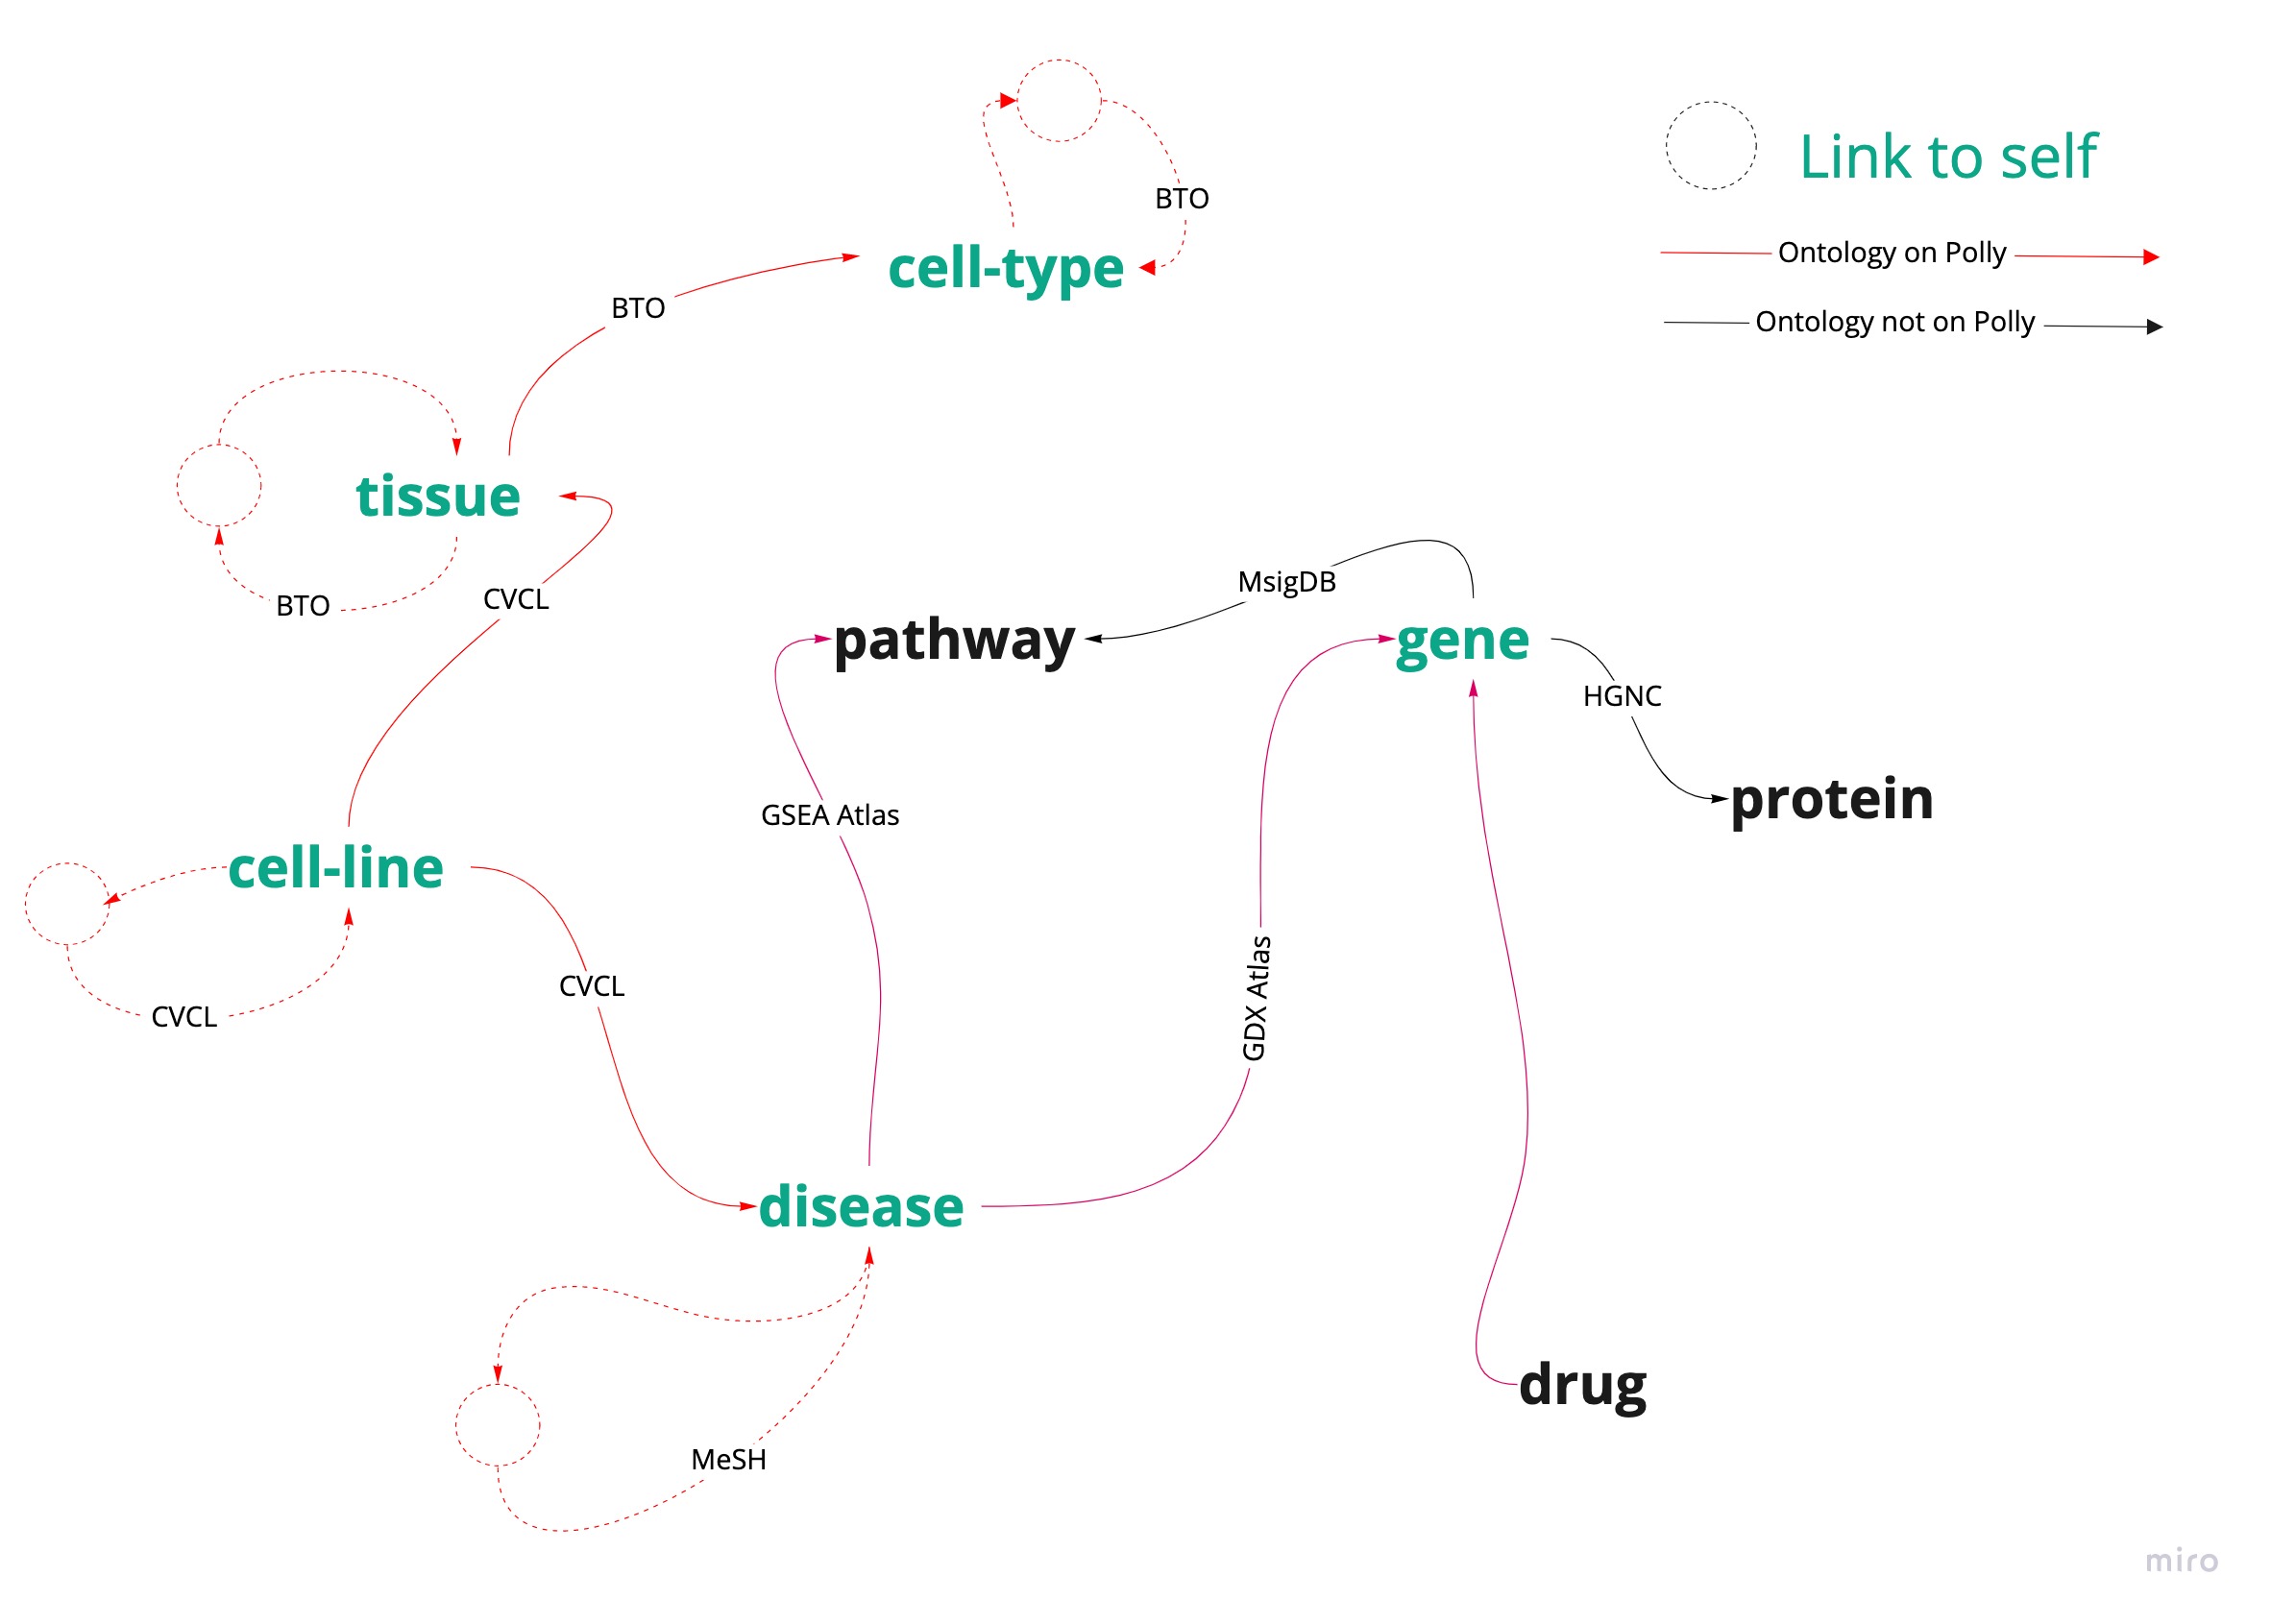 Link to self
BTO
Ontology on Polly
cell-type
BTO
Ontology not on Polly
tissue
MsigDB
CVCL
BTO
pathway
gene
HGNC
protein
GSEA Atlas
cell-line
CVCL
GDX Atlas
CVCL
disease
drug
MeSH
miro